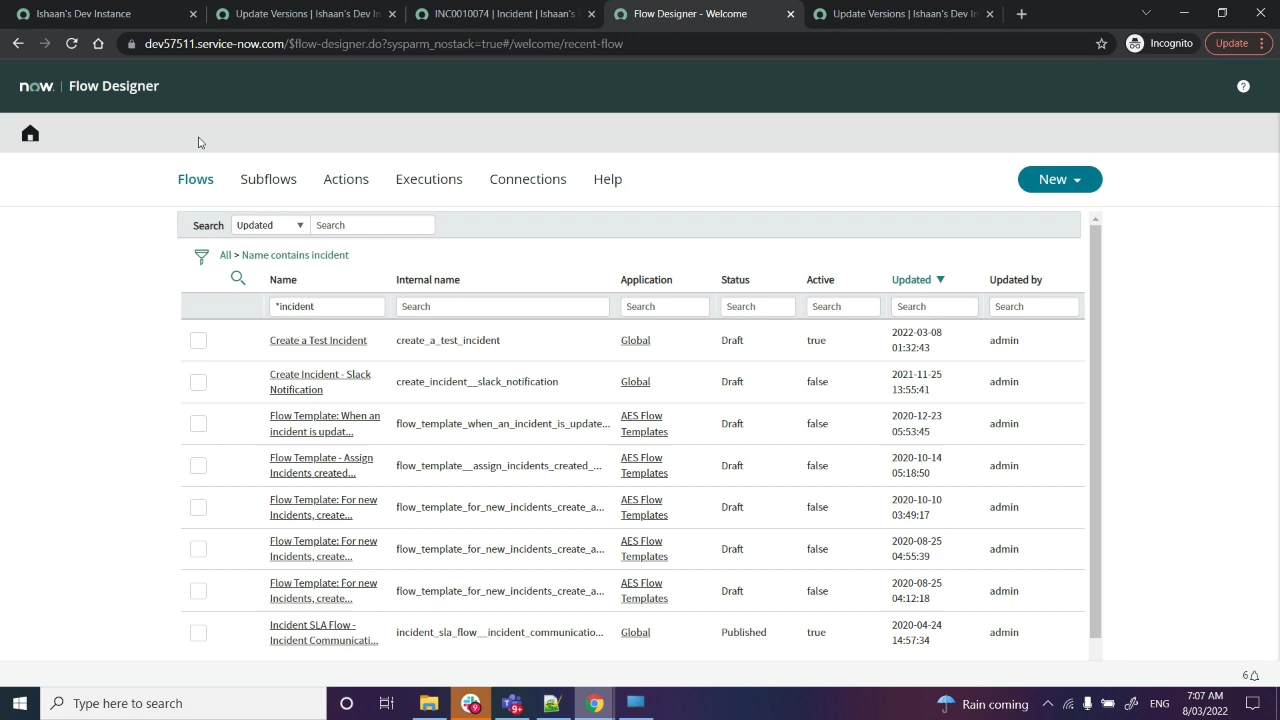 Ishaan's Dev Instance
Update Versions | Ishaan's Dev In
INC0010074 | Incident | Ishaan's
Flow Designer - Welcome
Update Versions | Ishaan's Dev In
dev57511.service-now.com/$flow-designer.do?sysparm_nostack=true#/welcome/recent-flow
Incognito
Update
now. | Flow Designer
Flows Subflows Actions Executions Connections Help
New
Search Updated Search
All > Name contains incident
Name Internal name Application Status Active Updated Updated by
*incident Search Search Search Search Search Search
Create a Test Incident create_a_test_incident Global Draft true 2022-03-08 01:32:43 admin
Create Incident - Slack Notification create_incident__slack_notification Global Draft false 2021-11-25 13:55:41 admin
Flow Template: When an incident is updat... flow_template_when_an_incident_is_update... AES Flow Templates Draft false 2020-12-23 05:53:45 admin
Flow Template - Assign Incidents created... flow_template__assign_incidents_created_... AES Flow Templates Draft false 2020-10-14 05:18:50 admin
Flow Template: For new Incidents, create... flow_template_for_new_incidents_create_a... AES Flow Templates Draft false 2020-10-10 03:49:17 admin
Flow Template: For new Incidents, create... flow_template_for_new_incidents_create_a... AES Flow Templates Draft false 2020-08-25 04:55:39 admin
Flow Template: For new Incidents, create... flow_template_for_new_incidents_create_a... AES Flow Templates Draft false 2020-08-25 04:12:18 admin
Incident SLA Flow - Incident Communicati... incident_sla_flow__incident_communicatio... Global Published true 2020-04-24 14:57:34 admin
6
Type here to search
9
9+
Rain coming
ENG
7:07 AM
8/03/2022